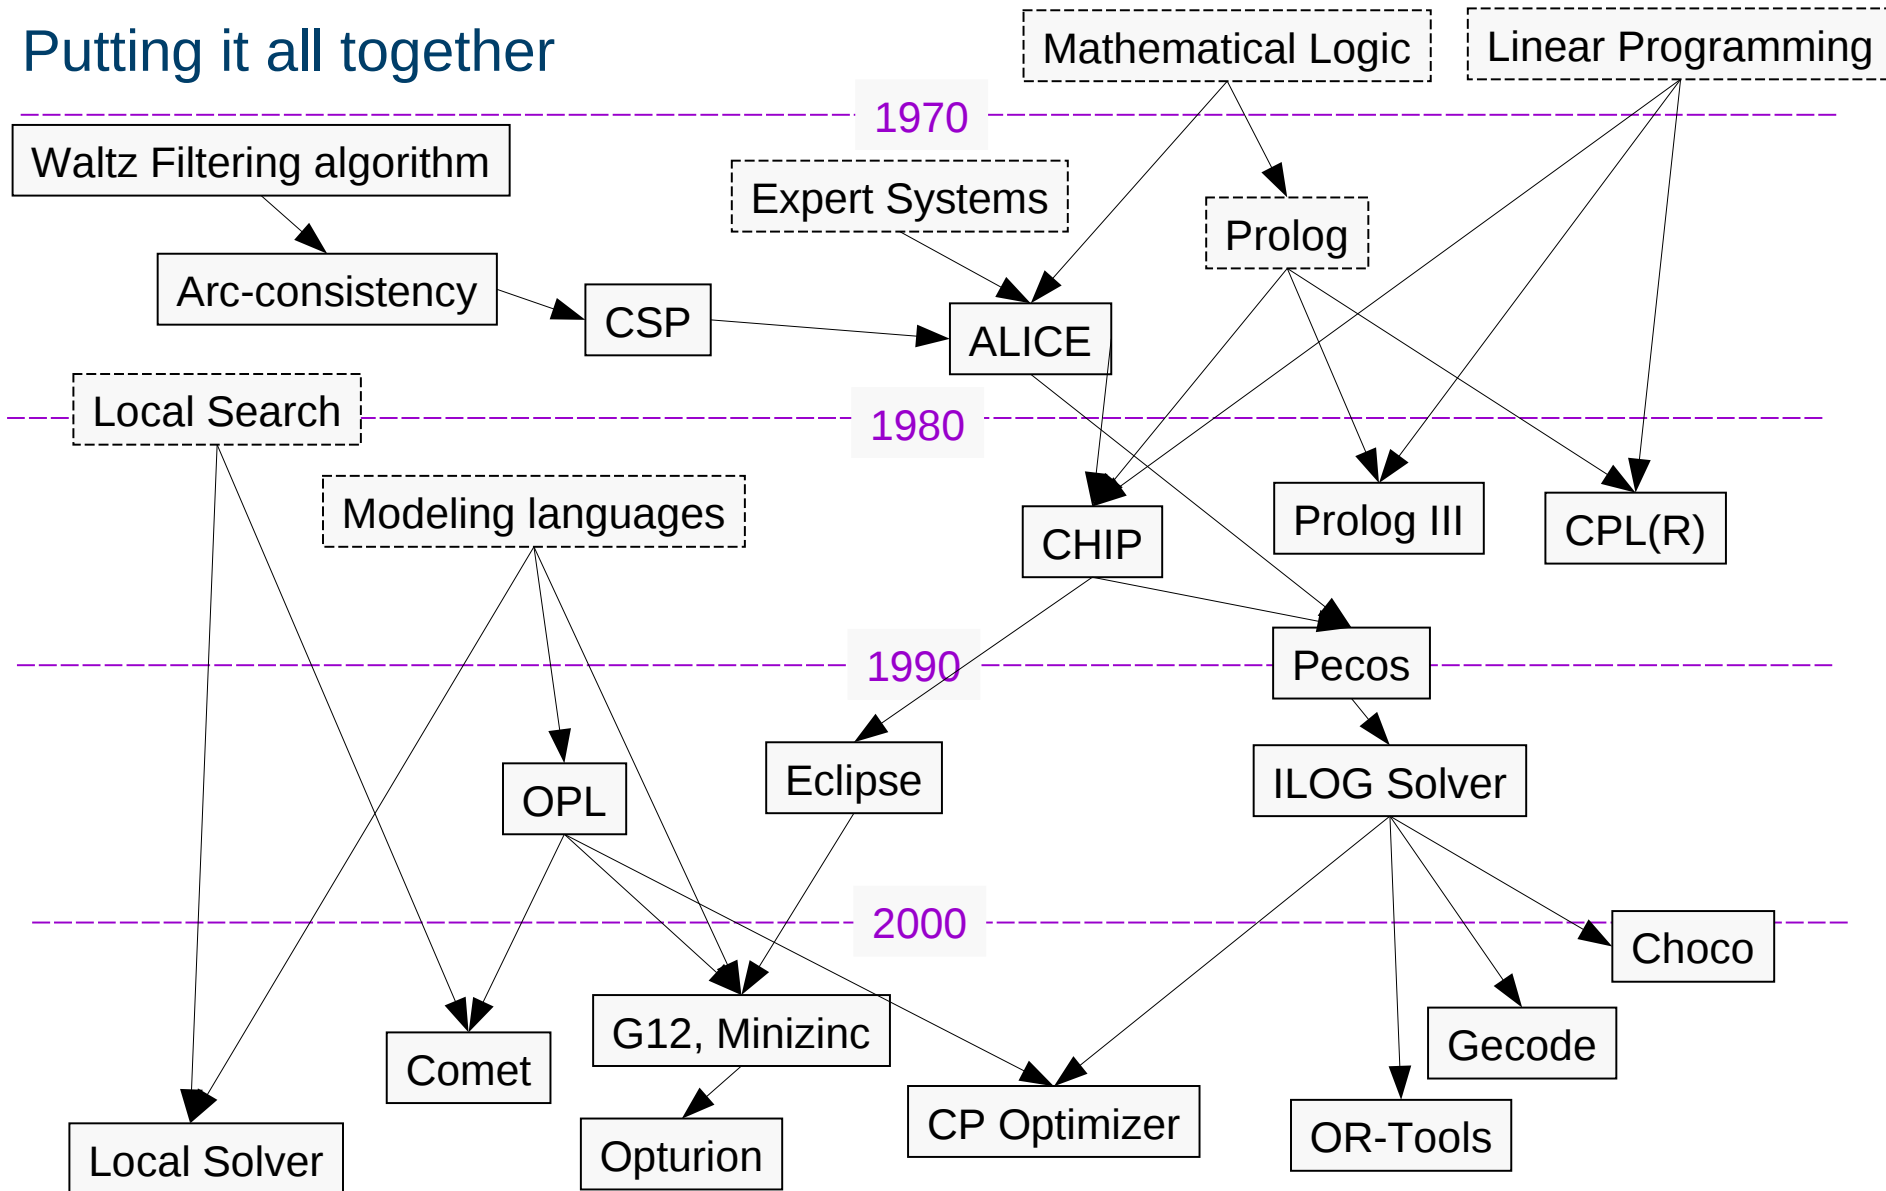 Putting it all together
Mathematical Logic
Linear Programming
1970
Waltz Filtering algorithm
Expert Systems
Prolog
Arc-consistency
CSP
ALICE
Local Search
1980
Modeling languages
CHIP
Prolog III
CPL(R)
1990
Pecos
OPL
Eclipse
ILOG Solver
2000
Choco
Comet
G12, Minizinc
Gecode
Local Solver
Opturion
CP Optimizer
OR-Tools